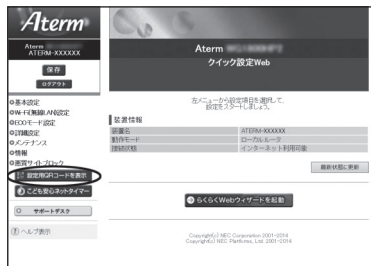 Aterm
Aterm
ATERM-XXXXXX
保存
ログアウト
基本設定
Wi-Fi(無線LAN)設定
ECOモード設定
詳細設定
メンテナンス
情報
悪質サイトブロック
設定用QRコードを表示
こども安心ネットタイマー
サポートデスク
ヘルプ表示
Aterm
クイック設定Web
左メニューから設定項目を選択して、
設定をスタートしましょう。
装置情報
装置名 ATERM-XXXXXX
動作モード ローカルルータ
接続状態 インターネット利用可能
最新状態に更新
らくらくWebウィザードを起動
Copyright(c) NEC Corporation 2001-2014
Copyright(c) NEC Platforms, Ltd. 2001-2014